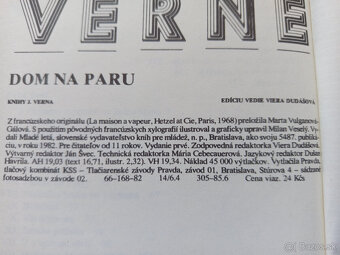 VERNE
DOM NA PARU
KNIHY J. VERNA EDÍCIU VEDIE VIERA DUDÁŠOVÁ
Z francúzskeho originálu (La maison a vapeur, Hetzel at Cie, Paris, 1968) preložila Marta Vulganová-
Gálová. S použitím pôvodných francúzskych xylografií ilustroval a graficky upravil Milan Veselý. Vy-
dali Mladé letá, slovenské vydavateľstvo kníh pre mládež, n. p., Bratislava, ako svoju 5487. publiká-
ciu, v roku 1982. Pre čitateľov od 11 rokov. Vydanie prvé. Zodpovedná redaktorka Viera Dudášová.
Výtvarný redaktor Ján Švec. Technická redaktorka Mária Cebecauerová. Jazykový redaktor Dušan
Havrila. AH 19,03 (text 16,71, ilustr. 2,32). VH 19,34. Náklad 45 000 výtlačkov. Vytlačila Pravda,
tlačový kombinát KSS – Tlačiarenské závody Pravda, závod 01, Bratislava, Štúrova 4 – sádzané
fotosadzbou v závode 02. 66–168–82 14/6.4 305–85.6 Cena viaz. 24 Kčs
bazos.sk